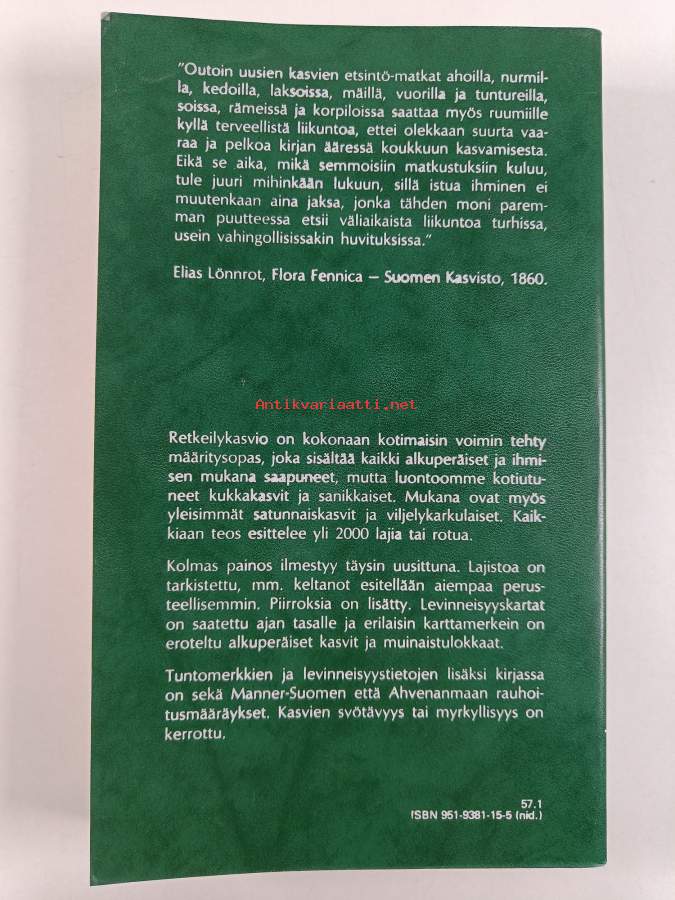 "Outoin uusien kasvien etsintö-matkat ahoilla, nurmil-
la, kedoilla, laksoissa, mäillä, vuorilla ja tuntureilla,
soissa, rämeissä ja korpiloissa saattaa myös ruumiille
kyllä terveellistä liikuntoa, ettei olekkaan suurta vaa-
raa ja pelkoa kirjan ääressä koukkuun kasvamisesta.
Eikä se aika, mikä semmoisiin matkustuksiin kuluu,
tule juuri mihinkään lukuun, sillä istua ihminen ei
muutenkaan aina jaksa, jonka tähden moni parem-
man puutteessa etsii väliaikaista liikuntoa turhissa,
usein vahingollisissakin huvituksissa."
Elias Lönnrot, Flora Fennica – Suomen Kasvisto, 1860.
Antikvariaatti.net
Retkeilykasvio on kokonaan kotimaisin voimin tehty
määritysopas, joka sisältää kaikki alkuperäiset ja ihmi-
sen mukana saapuneet, mutta luontoomme kotiutu-
neet kukkakasvit ja sanikkaiset. Mukana ovat myös
yleisimmät satunnaiskasvit ja viljelykarkulaiset. Kaik-
kiaan teos esittelee yli 2000 lajia tai rotua.
Kolmas painos ilmestyy täysin uusittuna. Lajistoa on
tarkistettu, mm. keltanot esitellään aiempaa perus-
teellisemmin. Piirroksia on lisätty. Levinneisyyskartat
on saatettu ajan tasalle ja erilaisin karttamerkein on
eroteltu alkuperäiset kasvit ja muinaistulokkaat.
Tuntomerkkien ja levinneisyystietojen lisäksi kirjassa
on sekä Manner-Suomen että Ahvenanmaan rauhoi-
tusmääräykset. Kasvien syötävyys tai myrkyllisyys on
kerrottu.
57.1
ISBN 951-9381-15-5 (nid.)